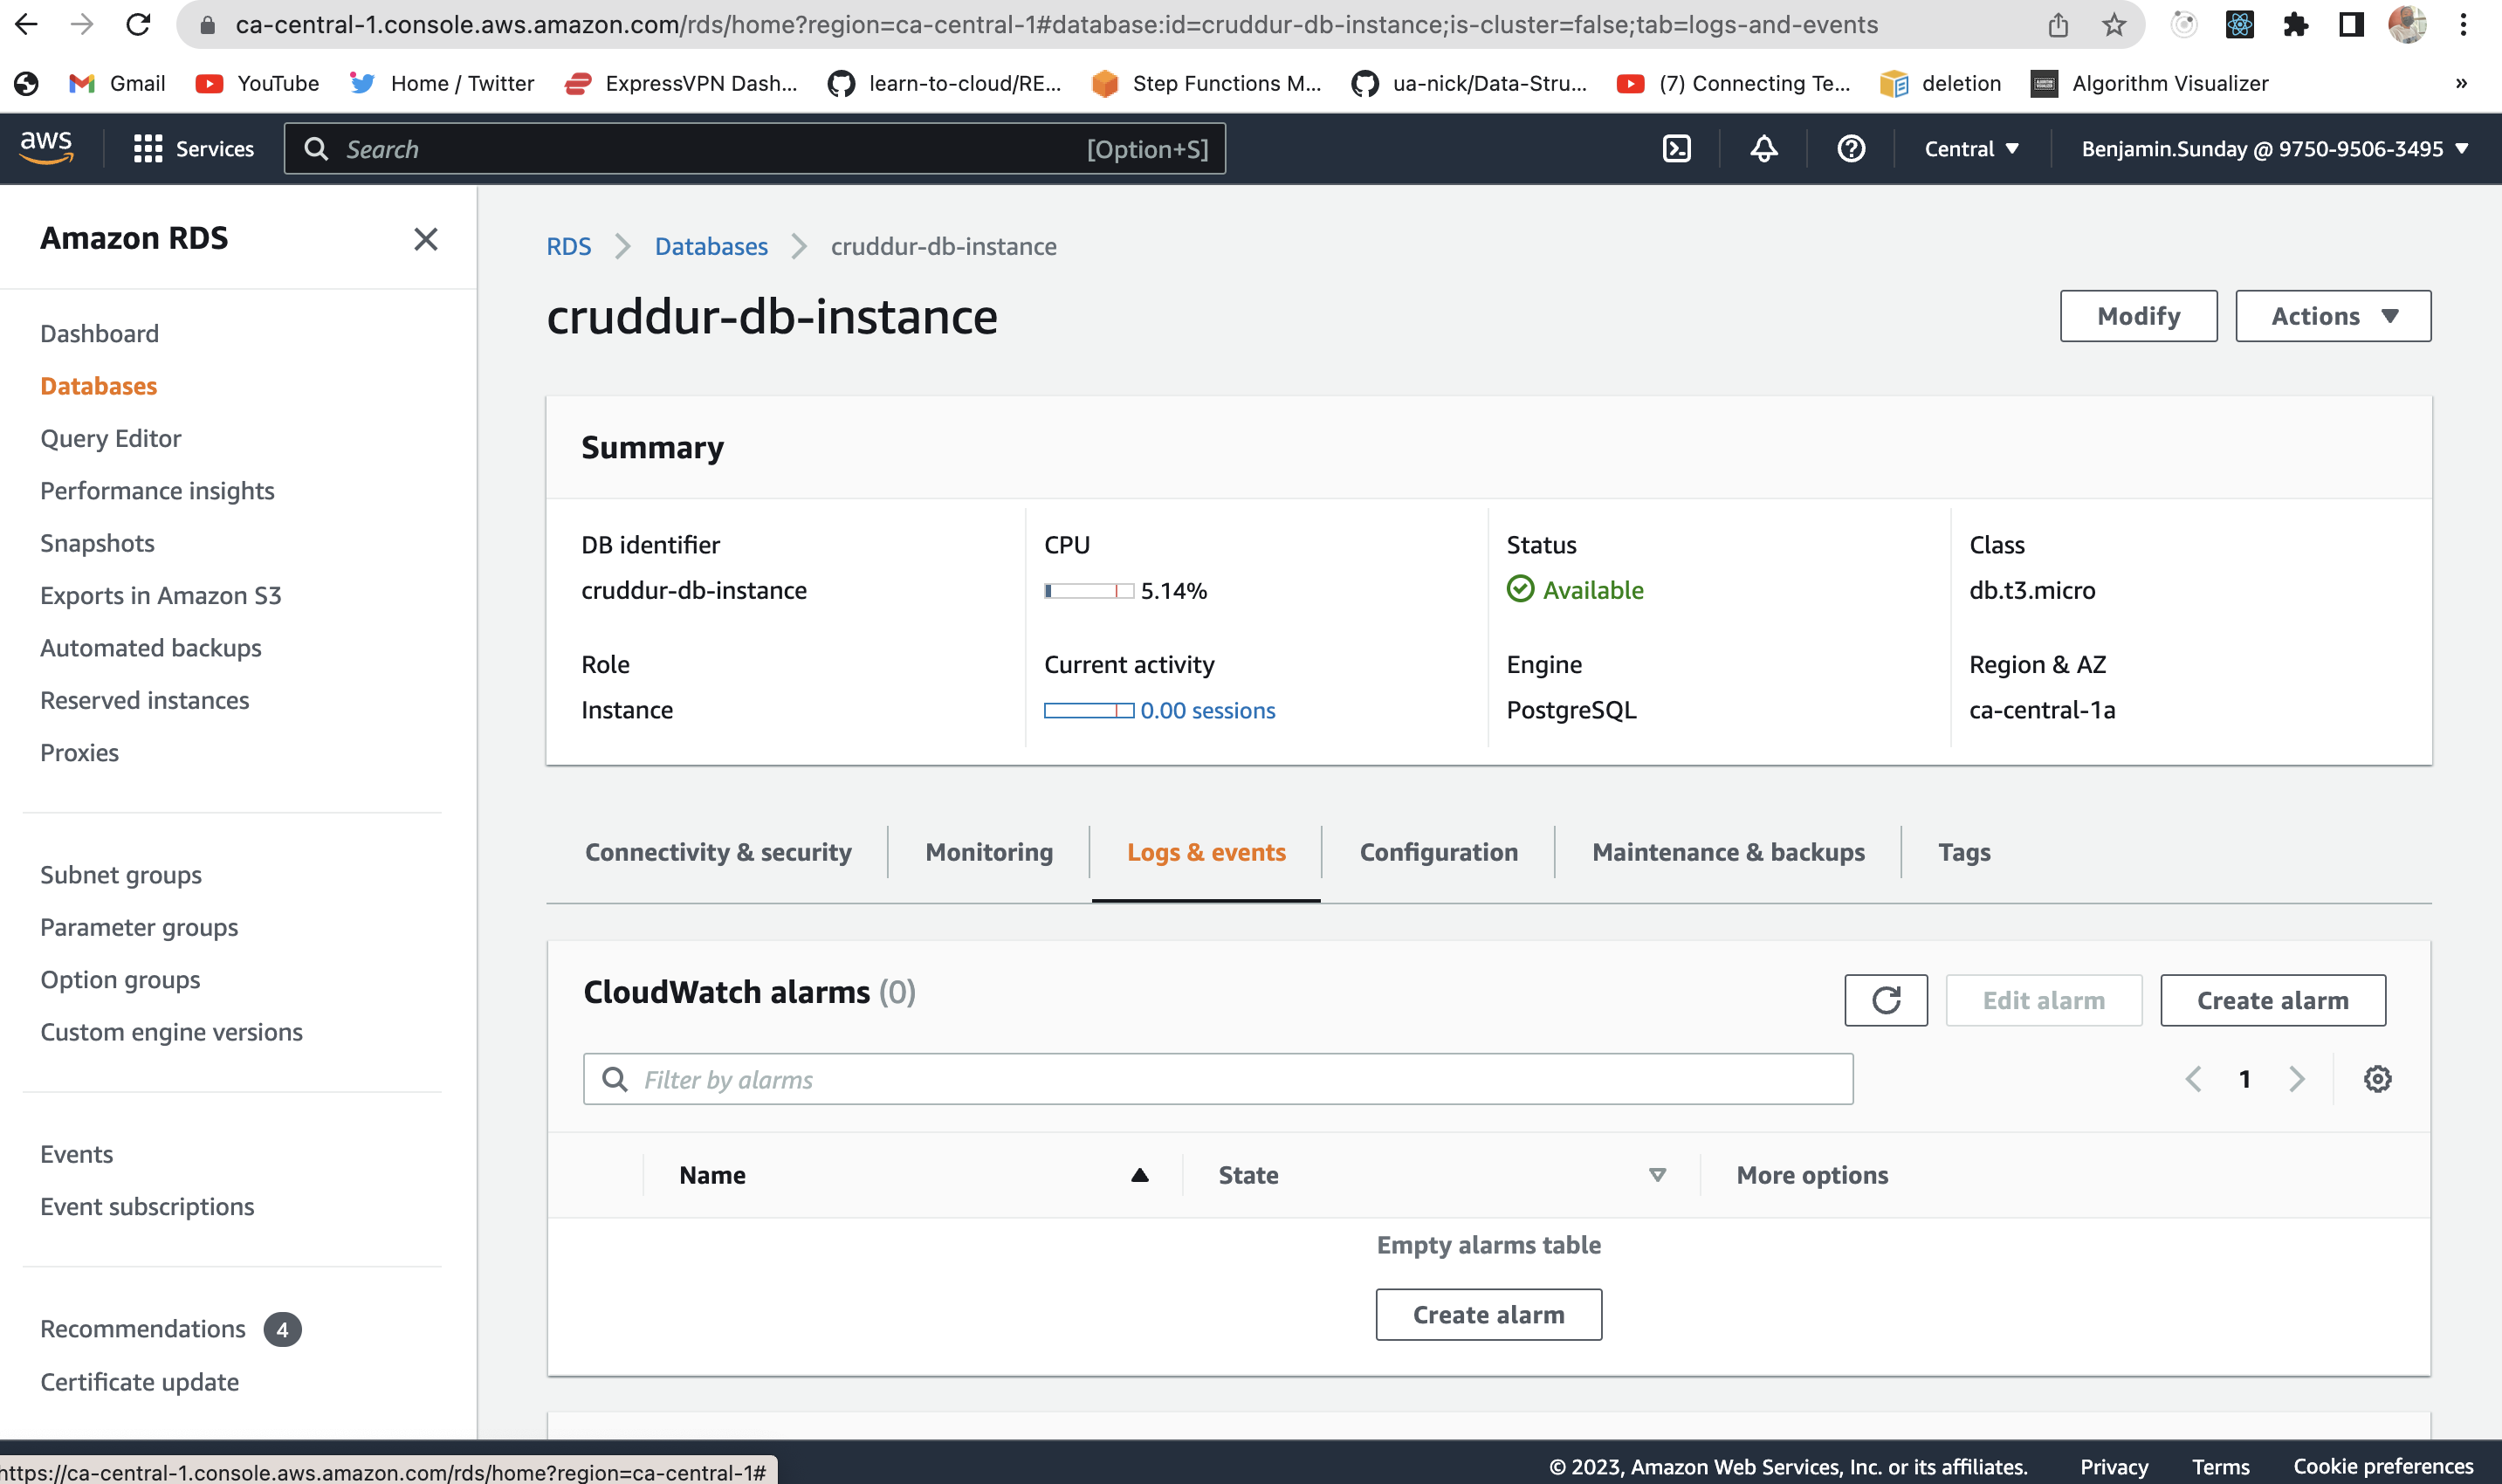 ca-central-1.console.aws.amazon.com/rds/home?region=ca-central-1#database:id=cruddur-db-instance;is-cluster=false;tab=logs-and-events
Gmail YouTube Home / Twitter ExpressVPN Dash... learn-to-cloud/RE... Step Functions M... ua-nick/Data-Stru... (7) Connecting Te... deletion Algorithm Visualizer »
aws Services Search [Option+S] Central Benjamin.Sunday @ 9750-9506-3495
Amazon RDS
Dashboard
Databases
Query Editor
Performance insights
Snapshots
Exports in Amazon S3
Automated backups
Reserved instances
Proxies
Subnet groups
Parameter groups
Option groups
Custom engine versions
Events
Event subscriptions
Recommendations 4
Certificate update
RDS Databases cruddur-db-instance
cruddur-db-instance
Modify Actions
Summary
DB identifier
cruddur-db-instance
CPU
5.14%
Status
Available
Class
db.t3.micro
Role
Instance
Current activity
0.00 sessions
Engine
PostgreSQL
Region & AZ
ca-central-1a
Connectivity & security Monitoring Logs & events Configuration Maintenance & backups Tags
CloudWatch alarms (0)
Edit alarm Create alarm
Filter by alarms
1
Name State More options
Empty alarms table
Create alarm
https://ca-central-1.console.aws.amazon.com/rds/home?region=ca-central-1#
© 2023, Amazon Web Services, Inc. or its affiliates. Privacy Terms Cookie preferences